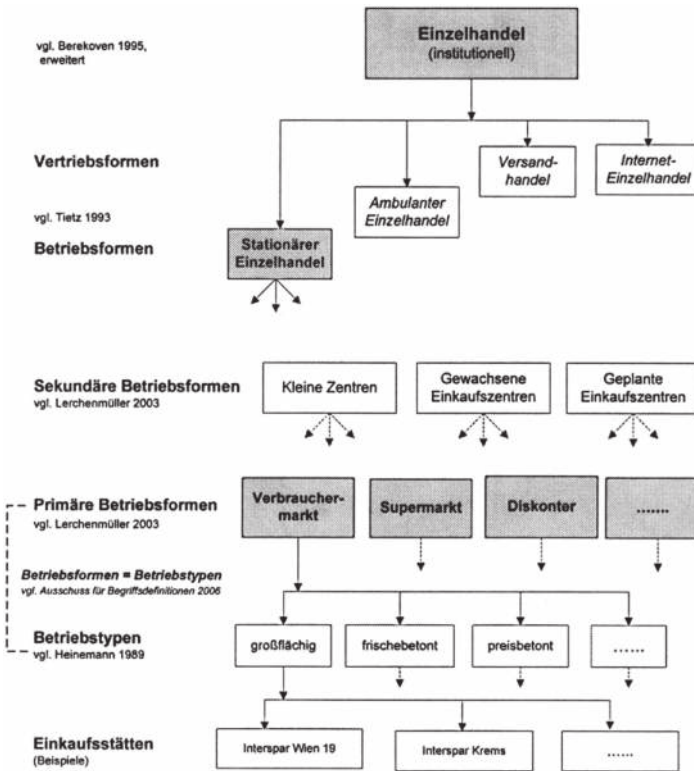 vgl. Berekoven 1995,
erweitert
Einzelhandel
(institutionell)
Vertriebsformen
Versand-
handel
Internet-
Einzelhandel
Ambulanter
Einzelhandel
vgl. Tietz 1993
Betriebsformen
Stationärer
Einzelhandel
Sekundäre Betriebsformen
vgl. Lerchenmüller 2003
Kleine Zentren
Gewachsene
Einkaufszentren
Geplante
Einkaufszentren
Primäre Betriebsformen
vgl. Lerchenmüller 2003
Verbraucher-
markt
Supermarkt
Diskonter
.......
Betriebsformen = Betriebstypen
vgl. Ausschuss für Begriffsdefinitionen 2006
Betriebstypen
vgl. Heinemann 1989
großflächig
frischebetont
preisbetont
......
Einkaufsstätten
(Beispiele)
Interspar Wien 19
Interspar Krems
......